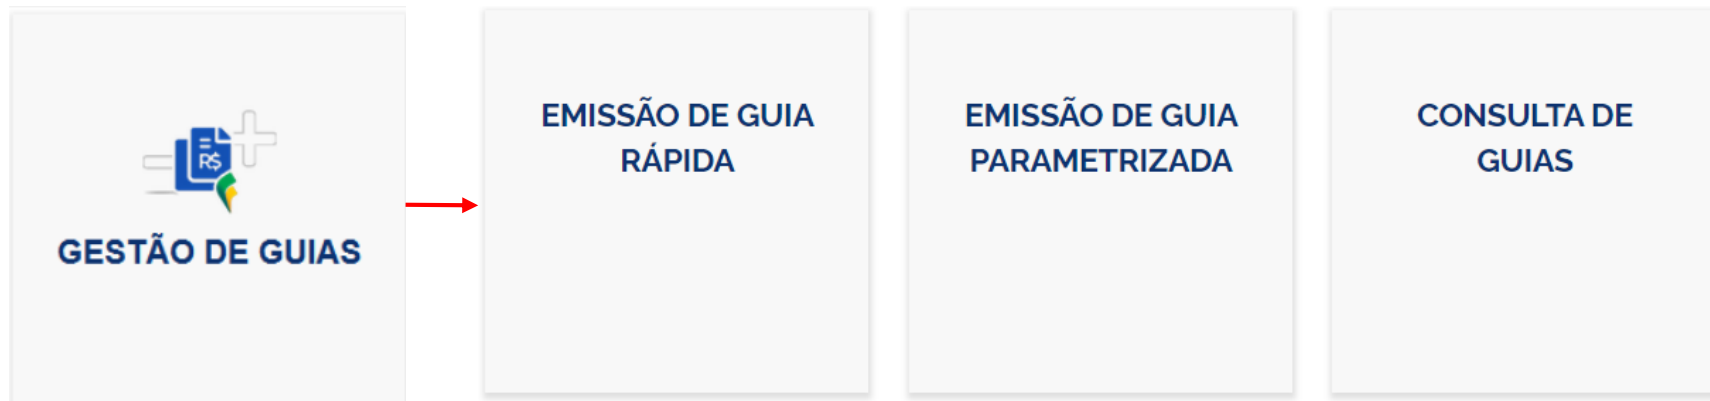 R$
GESTÃO DE GUIAS
EMISSÃO DE GUIA
RÁPIDA
EMISSÃO DE GUIA
PARAMETRIZADA
CONSULTA DE
GUIAS